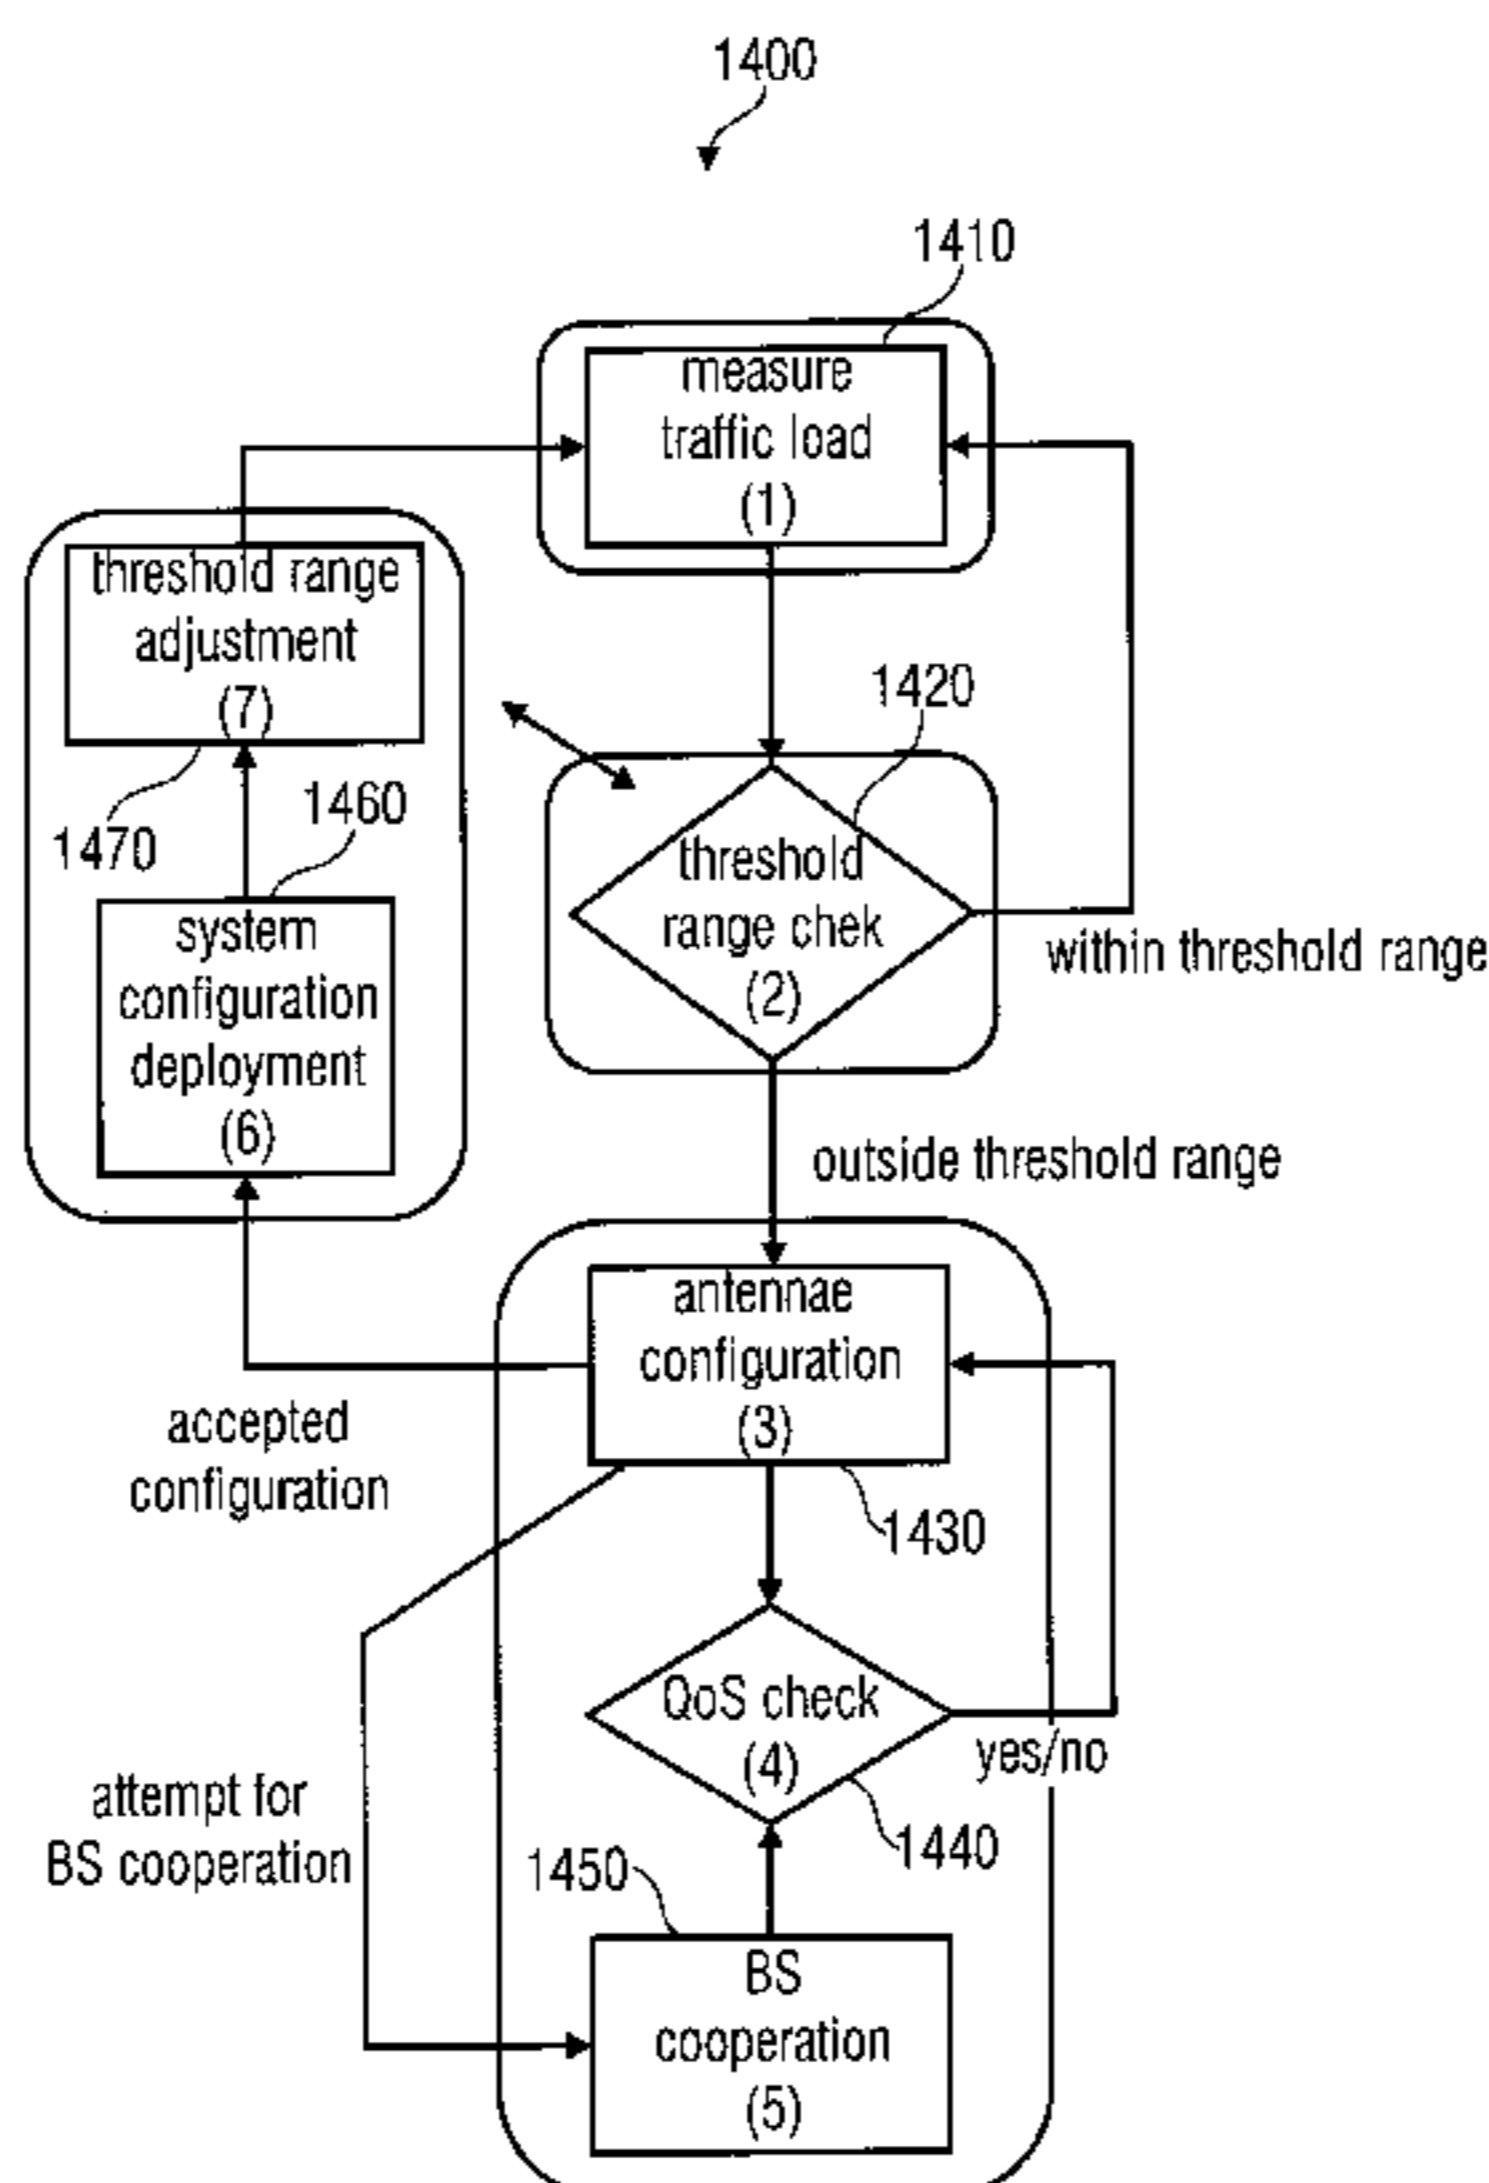 1400
1410
measure
traffic load
(1)
threshold range
adjustment
(7)
1420
1460
1470
threshold
range chek
(2)
within threshold range
system
configuration
deployment
(6)
outside threshold range
antennae
configuration
(3)
accepted
configuration
1430
QoS check
(4)
yes/no
attempt for
BS cooperation
1440
1450
BS
cooperation
(5)